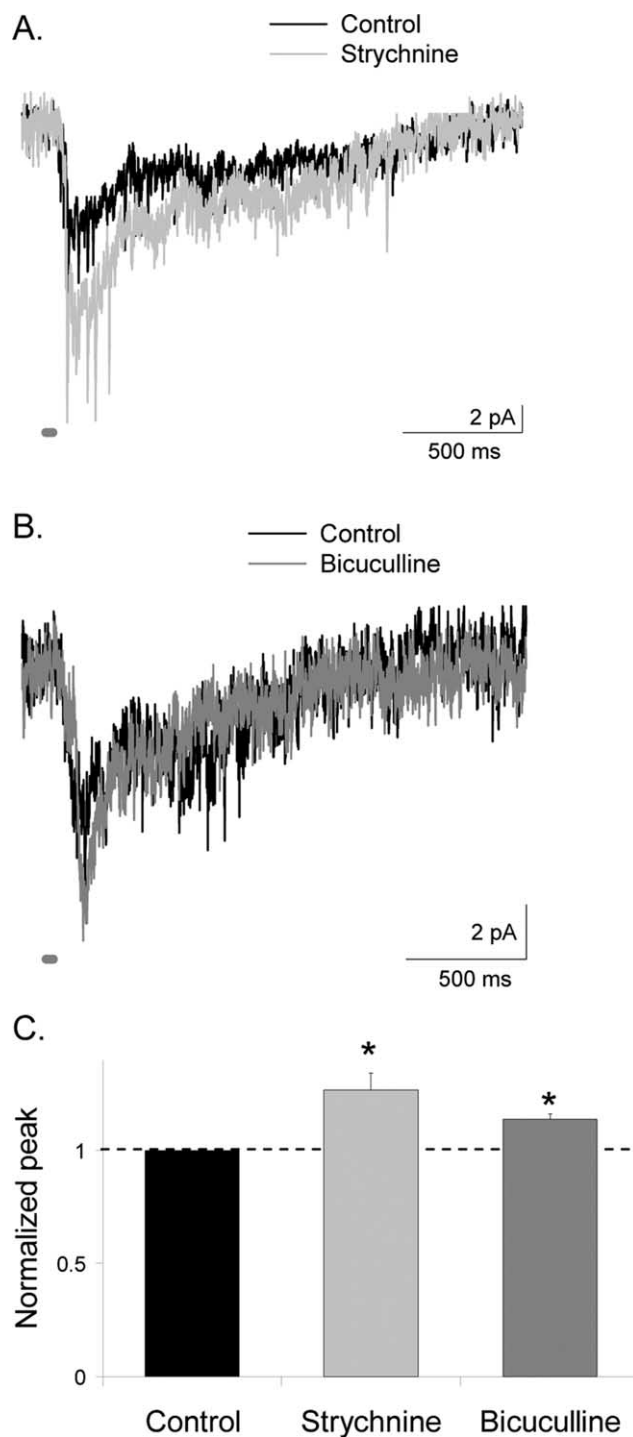 A.
Control
Strychnine
2 pA
500 ms
B.
Control
Bicuculline
2 pA
500 ms
C.
*
*
Normalized peak
1
0.5
0
Control Strychnine Bicuculline